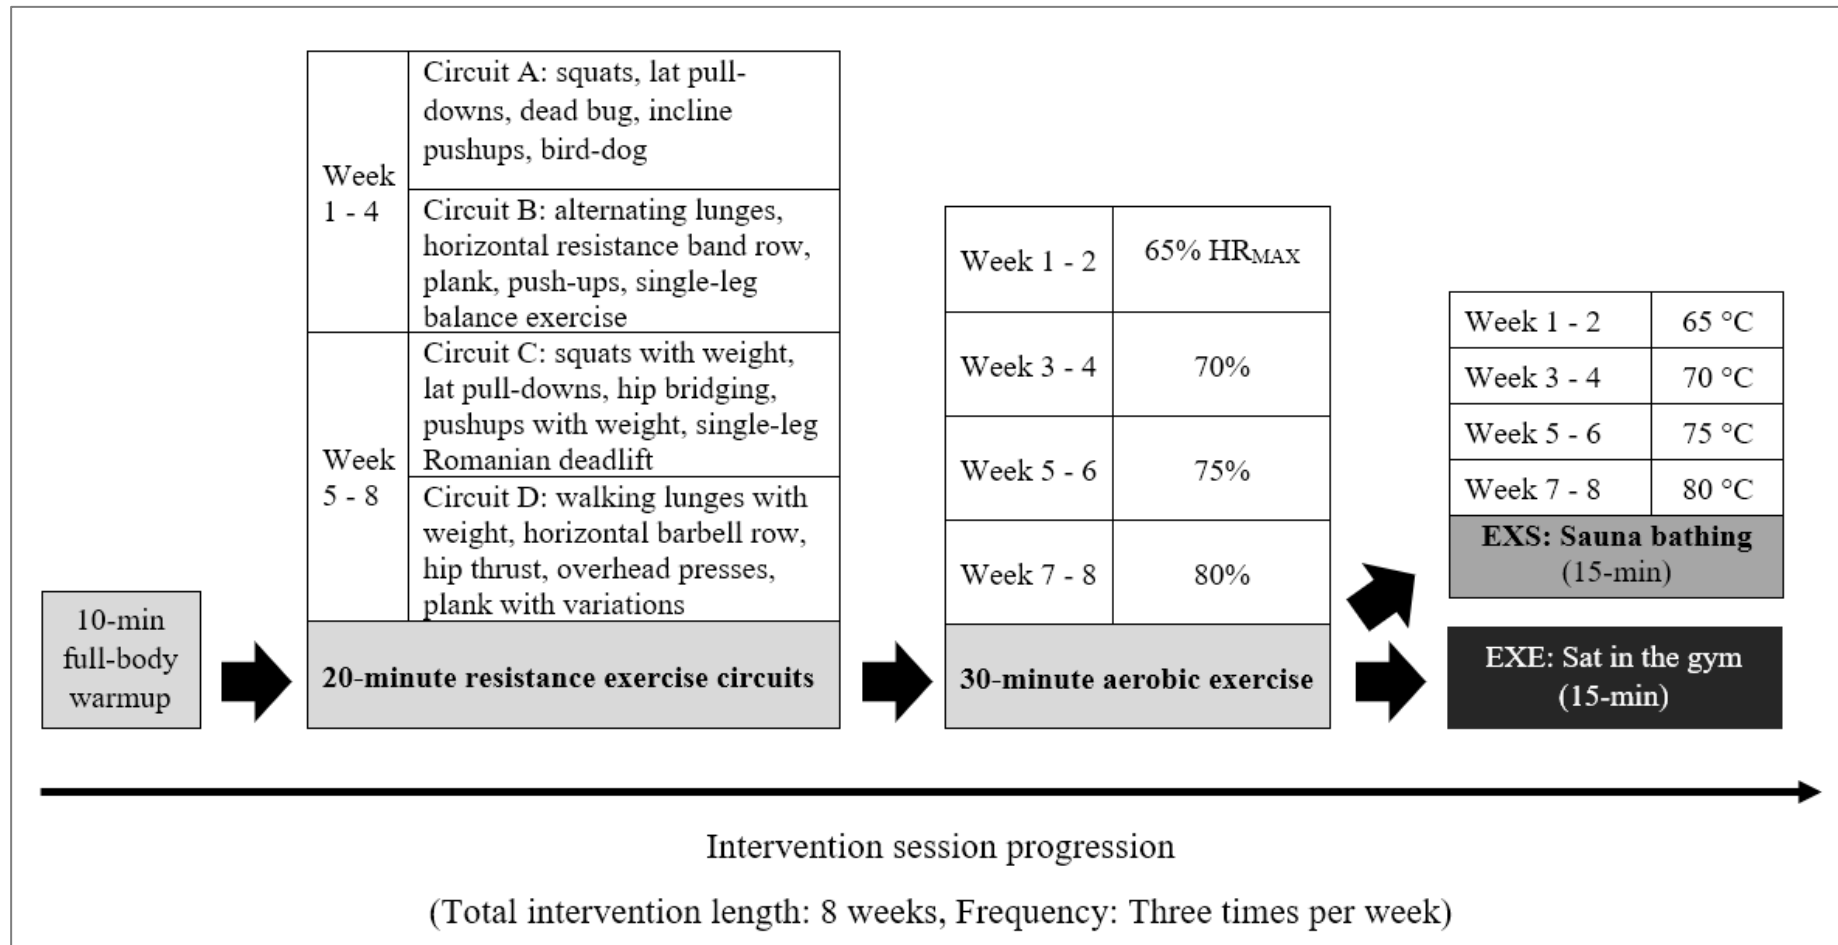 10-min
full-body
warmup
Week
1 - 4
Circuit A: squats, lat pull-
downs, dead bug, incline
pushups, bird-dog
Circuit B: alternating lunges,
horizontal resistance band row,
plank, push-ups, single-leg
balance exercise
Week
5 - 8
Circuit C: squats with weight,
lat pull-downs, hip bridging,
pushups with weight, single-leg
Romanian deadlift
Circuit D: walking lunges with
weight, horizontal barbell row,
hip thrust, overhead presses,
plank with variations
20-minute resistance exercise circuits
Week 1 - 2 65% HRMAX
Week 3 - 4 70%
Week 5 - 6 75%
Week 7 - 8 80%
30-minute aerobic exercise
Week 1 - 2 65 °C
Week 3 - 4 70 °C
Week 5 - 6 75 °C
Week 7 - 8 80 °C
EXS: Sauna bathing
(15-min)
EXE: Sat in the gym
(15-min)
Intervention session progression
(Total intervention length: 8 weeks, Frequency: Three times per week)